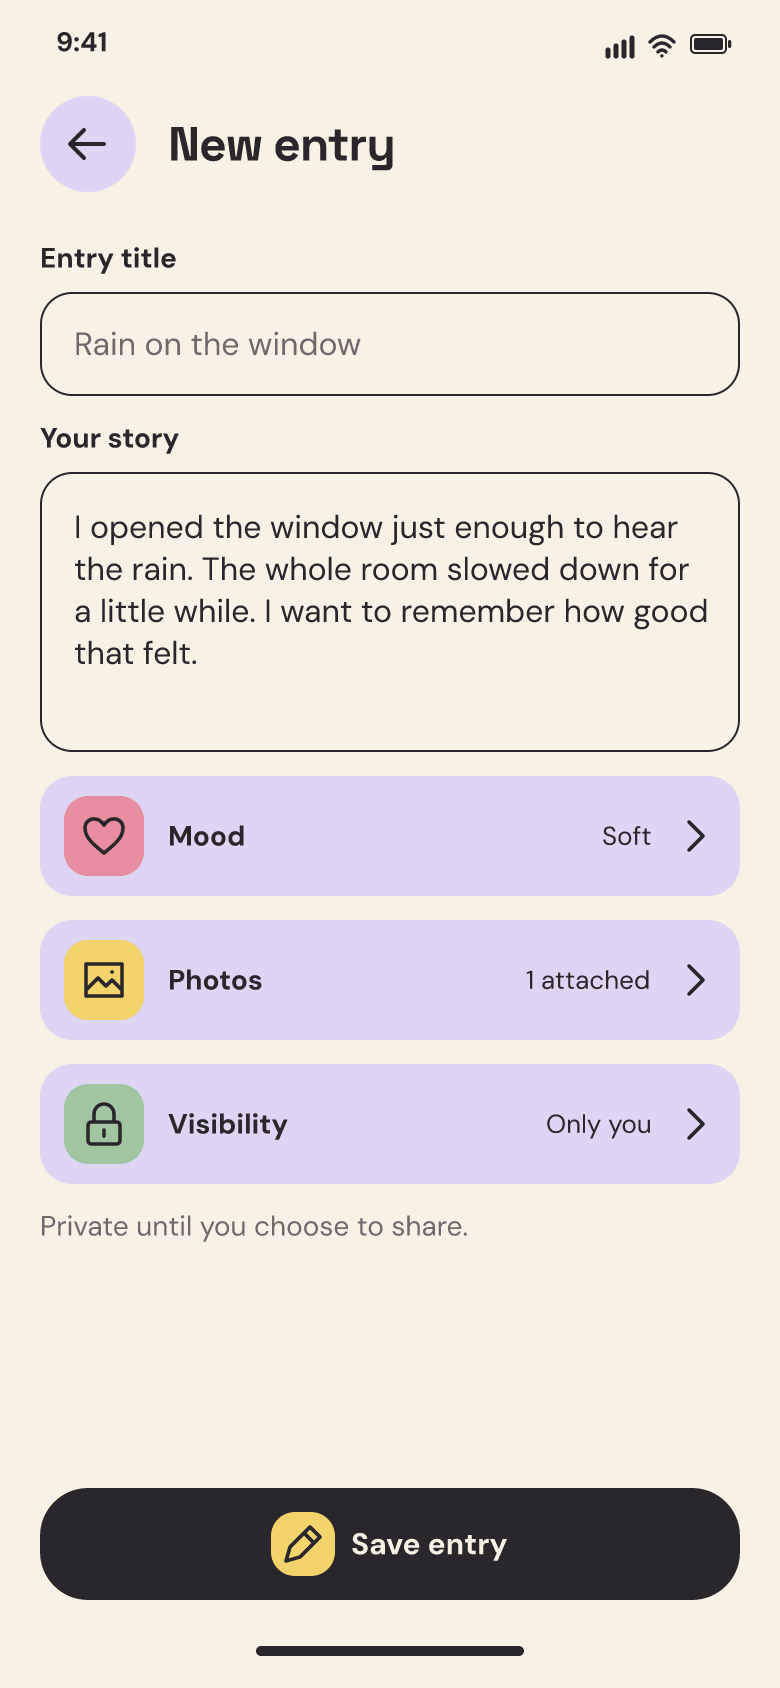 9:41
New entry
Entry title
Rain on the window
Your story
I opened the window just enough to hear
the rain. The whole room slowed down for
a little while. I want to remember how good
that felt.
Mood
Soft
Photos
1 attached
Visibility
Only you
Private until you choose to share.
Save entry